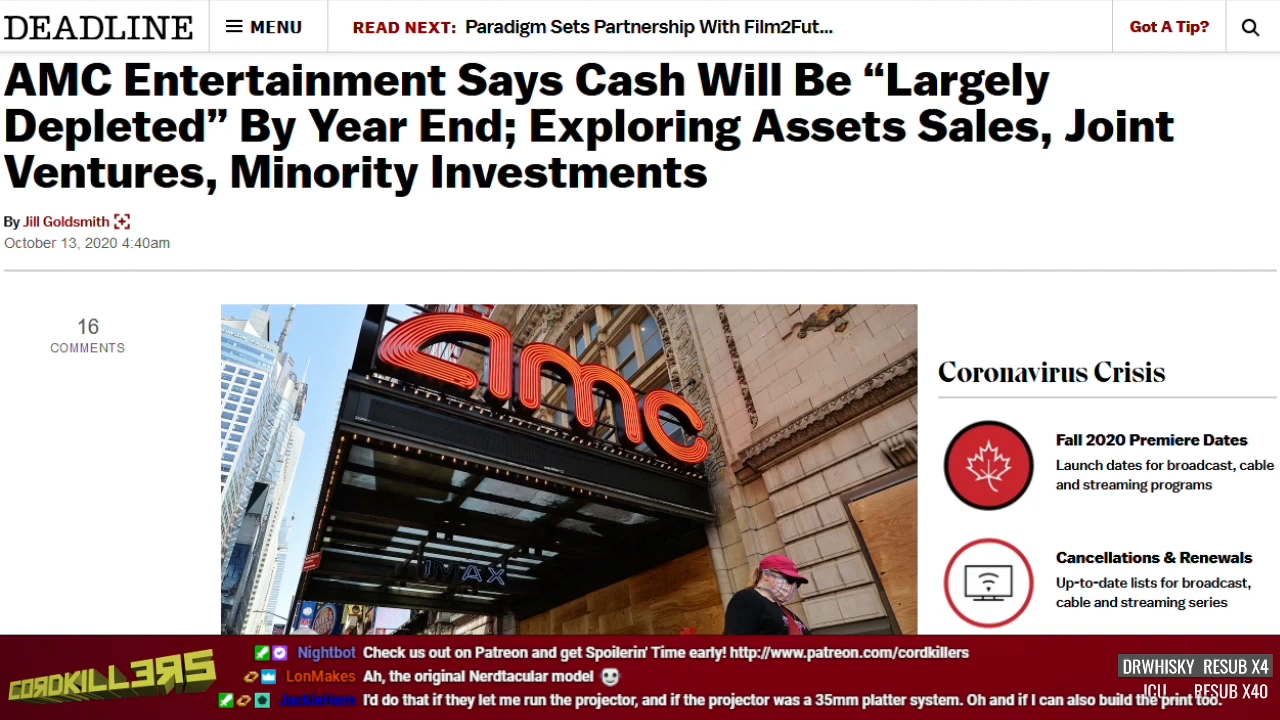 DEADLINE
MENU
READ NEXT: Paradigm Sets Partnership With Film2Fut...
Got A Tip?
AMC Entertainment Says Cash Will Be “Largely
Depleted” By Year End; Exploring Assets Sales, Joint
Ventures, Minority Investments
By Jill Goldsmith
October 13, 2020 4:40am
16
COMMENTS
amc
IMAX
Coronavirus Crisis
Fall 2020 Premiere Dates
Launch dates for broadcast, cable
and streaming programs
Cancellations & Renewals
Up-to-date lists for broadcast,
cable and streaming series
CORDKILLERS
Nightbot Check us out on Patreon and get Spoilerin' Time early! http://www.patreon.com/cordkillers
LonMakes Ah, the original Nerdtacular model
I'd do that if they let me run the projector, and if the projector was a 35mm platter system. Oh and if I can also build the print too.
DRWHISKY RESUB X4
RESUB X40